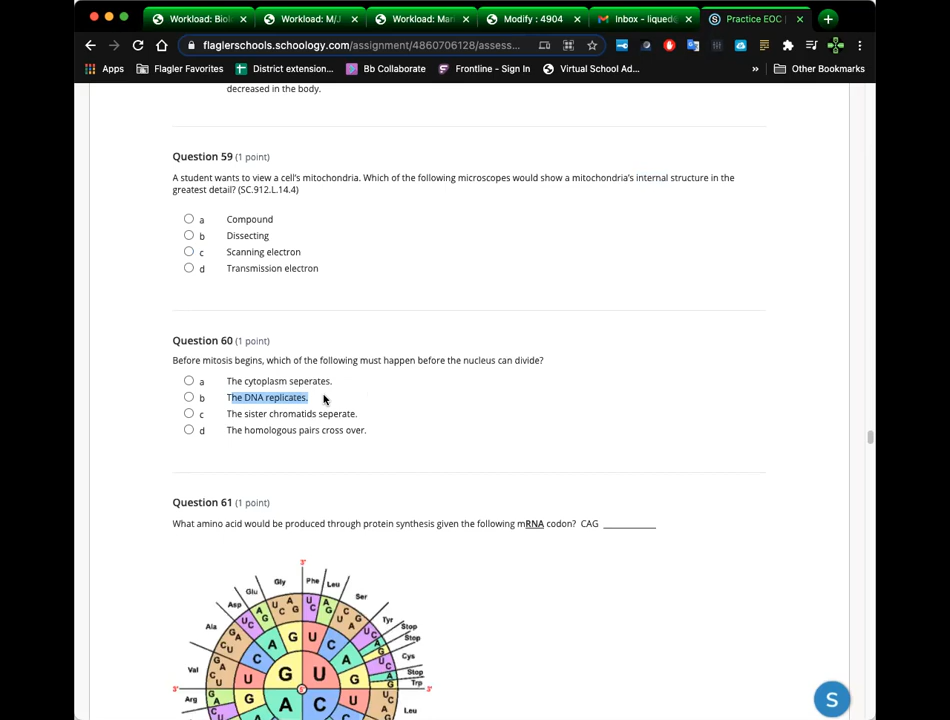 Workload: Biol
Workload: M/J
Workload: Mar
Modify : 4904
Inbox - liqued
Practice EOC |
flaglerschools.schoology.com/assignment/4860706128/assess...
Apps
Flagler Favorites
District extension...
Bb Collaborate
Frontline - Sign In
Virtual School Ad...
»
Other Bookmarks
decreased in the body.
Question 59 (1 point)
A student wants to view a cell's mitochondria. Which of the following microscopes would show a mitochondria's internal structure in the
greatest detail? (SC.912.L.14.4)
a Compound
b Dissecting
c Scanning electron
d Transmission electron
Question 60 (1 point)
Before mitosis begins, which of the following must happen before the nucleus can divide?
a The cytoplasm seperates.
b The DNA replicates.
c The sister chromatids seperate.
d The homologous pairs cross over.
Question 61 (1 point)
What amino acid would be produced through protein synthesis given the following mRNA codon? CAG __________
3'
Gly Phe Leu
Glu Ser
Asp Tyr
Ala Stop
Stop
Val Cys
Stop
Trp
3' 5' 3'
Arg Leu
G U
A C
S